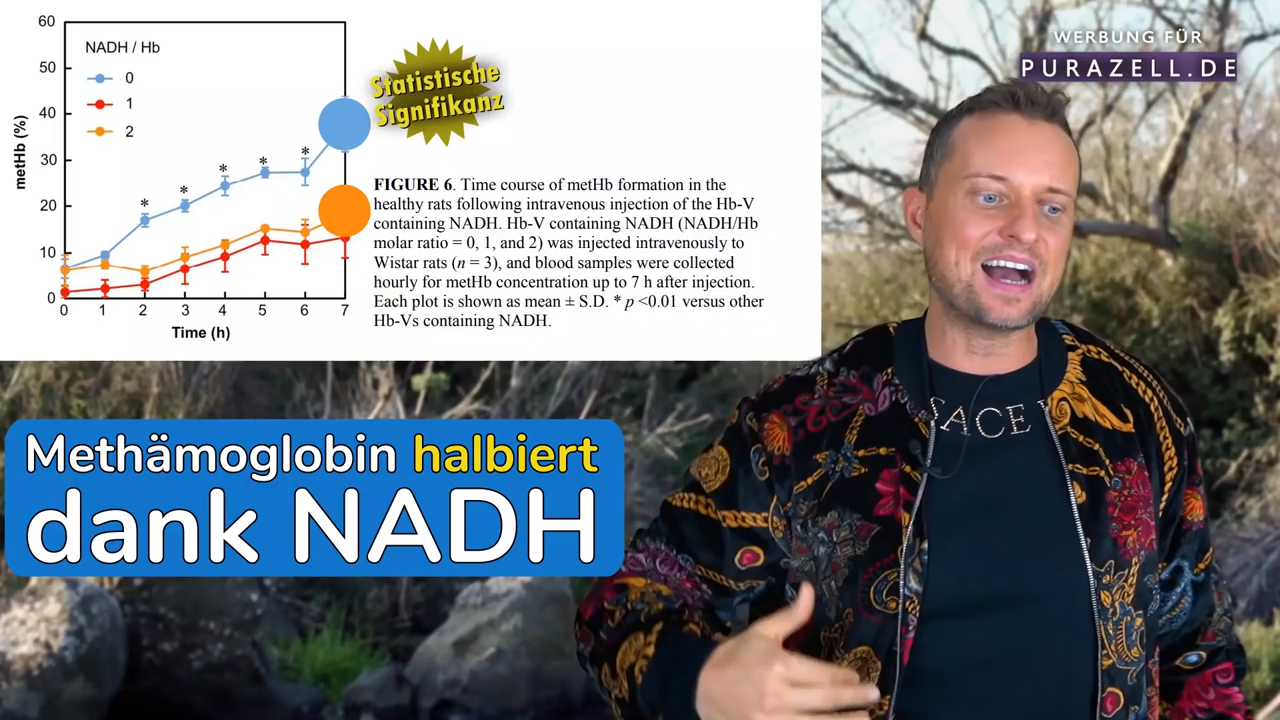 60
50
40
30
20
10
0
metHb (%)
NADH / Hb
0
1
2
*
*
*
*
*
0 1 2 3 4 5 6 7
Time (h)
Statistische
Signifikanz
FIGURE 6. Time course of metHb formation in the
healthy rats following intravenous injection of the Hb-V
containing NADH. Hb-V containing NADH (NADH/Hb
molar ratio = 0, 1, and 2) was injected intravenously to
Wistar rats (n = 3), and blood samples were collected
hourly for metHb concentration up to 7 h after injection.
Each plot is shown as mean ± S.D. * p <0.01 versus other
Hb-Vs containing NADH.
WERBUNG FÜR
PURAZELL.DE
Methämoglobin halbiert
dank NADH